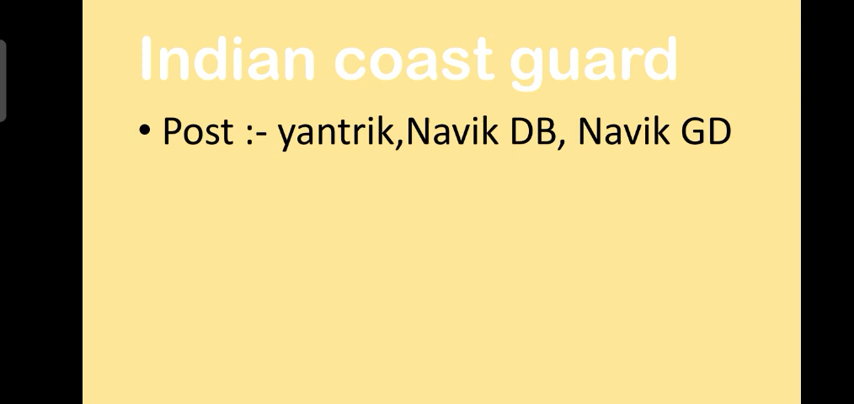 Indian coast guard
• Post :- yantrik,Navik DB, Navik GD